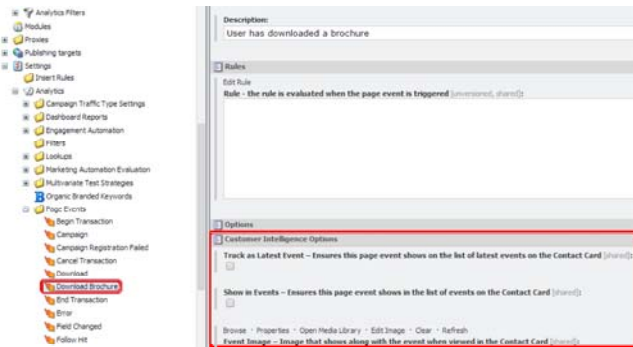 Analytics Filters
Modules
Proxies
Publishing targets
Settings
Insert Rules
Analytics
Campaign Traffic Type Settings
Dashboard Reports
Engagement Automation
Filters
Lookups
Marketing Automation Evaluation
Multivariate Test Strategies
Organic Branded Keywords
Page Events
Begin Transaction
Campaign
Campaign Registration Failed
Cancel Transaction
Download
Download Brochure
End Transaction
Error
Field Changed
Follow Hit
Description:
User has downloaded a brochure
Rules
Edit Rule
Rule - the rule is evaluated when the page event is triggered [unversioned, shared]:
Options
Customer Intelligence Options
Track as Latest Event – Ensures this page event shows on the list of latest events on the Contact Card [shared]:
Show in Events – Ensures this page event shows in the list of events on the Contact Card [shared]:
Browse · Properties · Open Media Library · Edit Image · Clear · Refresh
Event Image – Image that shows along with the event when viewed in the Contact Card [shared]: